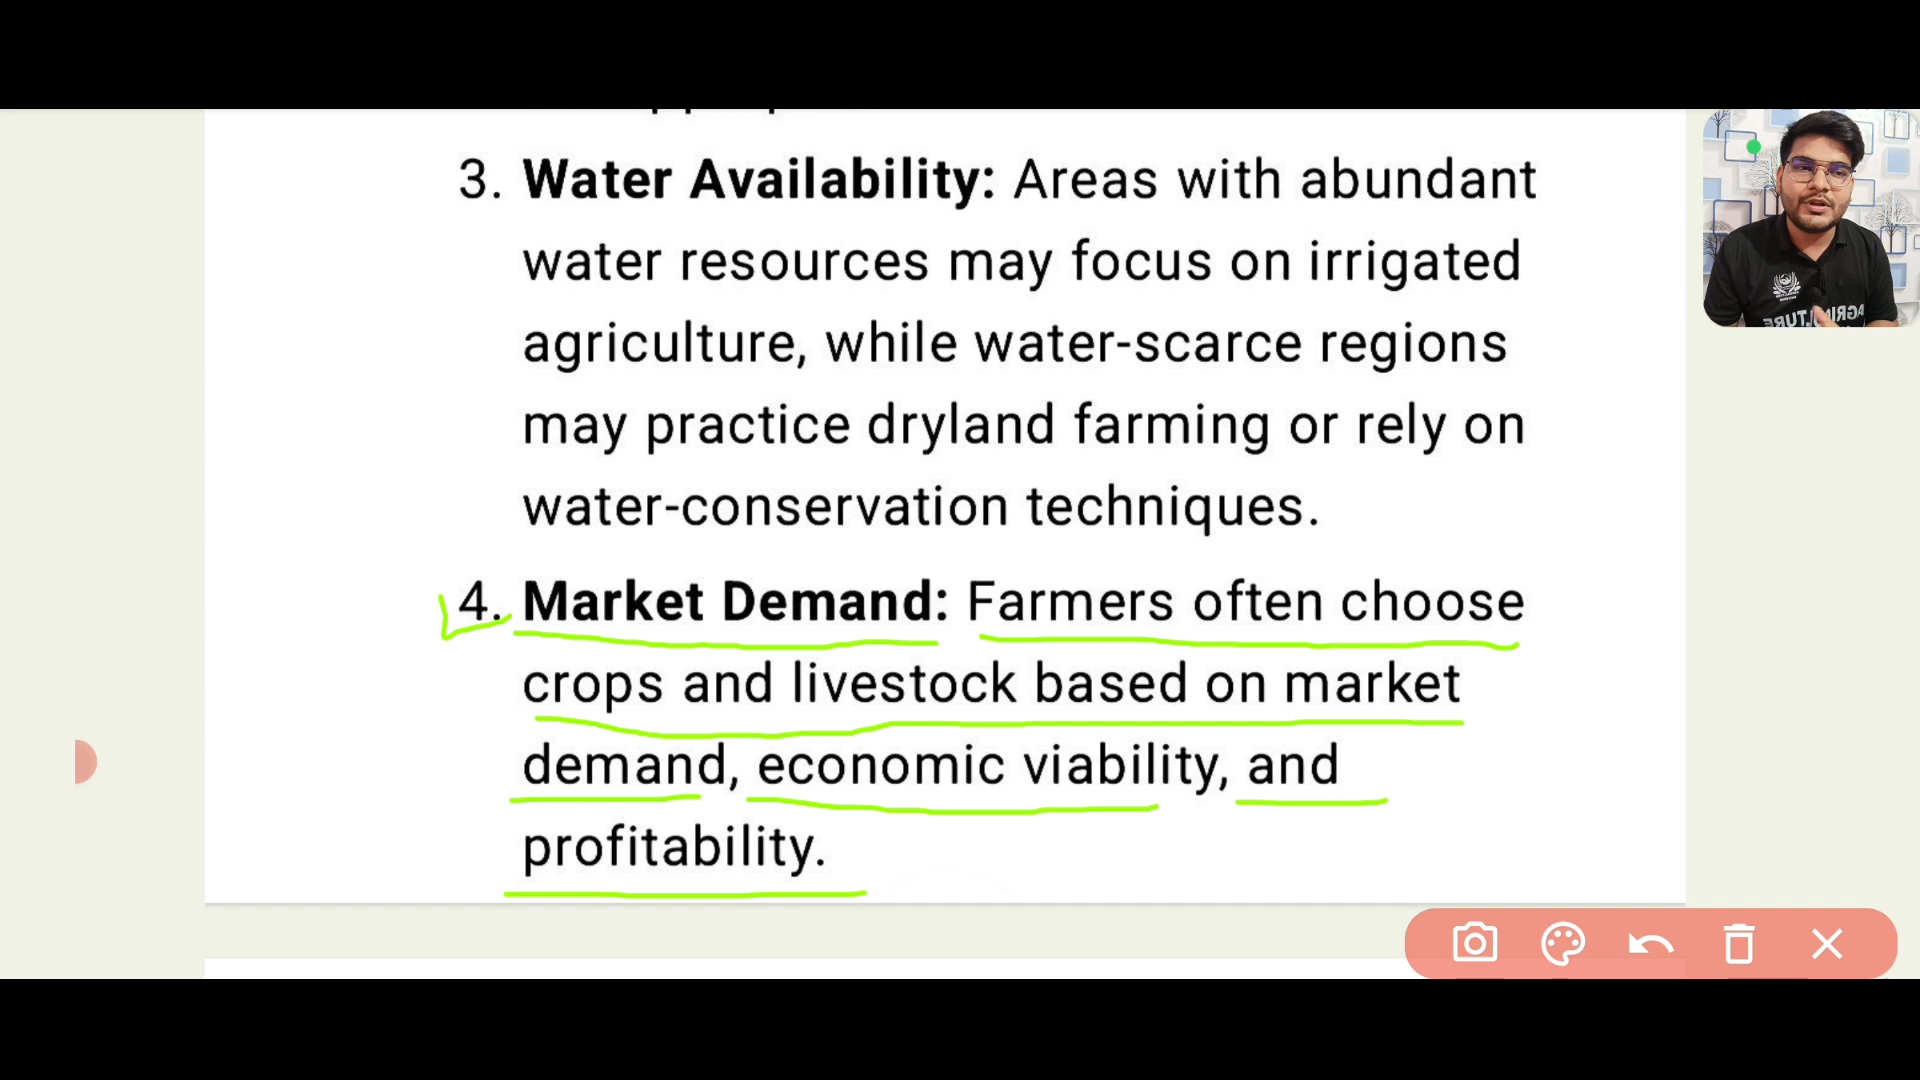 3. Water Availability: Areas with abundant
water resources may focus on irrigated
agriculture, while water-scarce regions
may practice dryland farming or rely on
water-conservation techniques.
4. Market Demand: Farmers often choose
crops and livestock based on market
demand, economic viability, and
profitability.